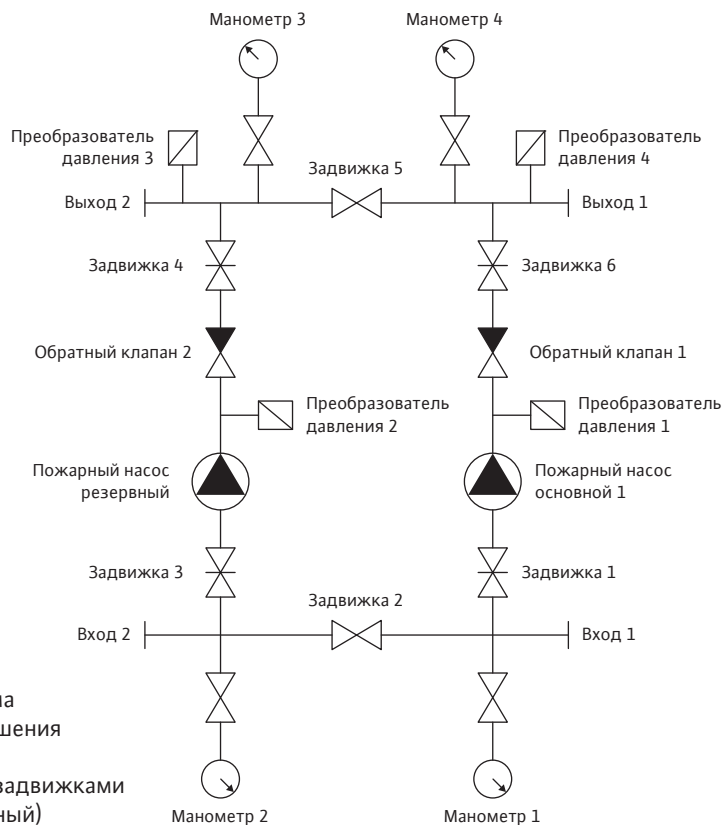 Манометр 3
Манометр 4
Преобразователь
давления 3
Преобразователь
давления 4
Задвижка 5
Выход 2
Выход 1
Задвижка 4
Задвижка 6
Обратный клапан 2
Обратный клапан 1
Преобразователь
давления 2
Преобразователь
давления 1
Пожарный насос
резервный
Пожарный насос
основной 1
Задвижка 3
Задвижка 1
Задвижка 2
Вход 2
Вход 1
задвижками
Манометр 2
Манометр 1